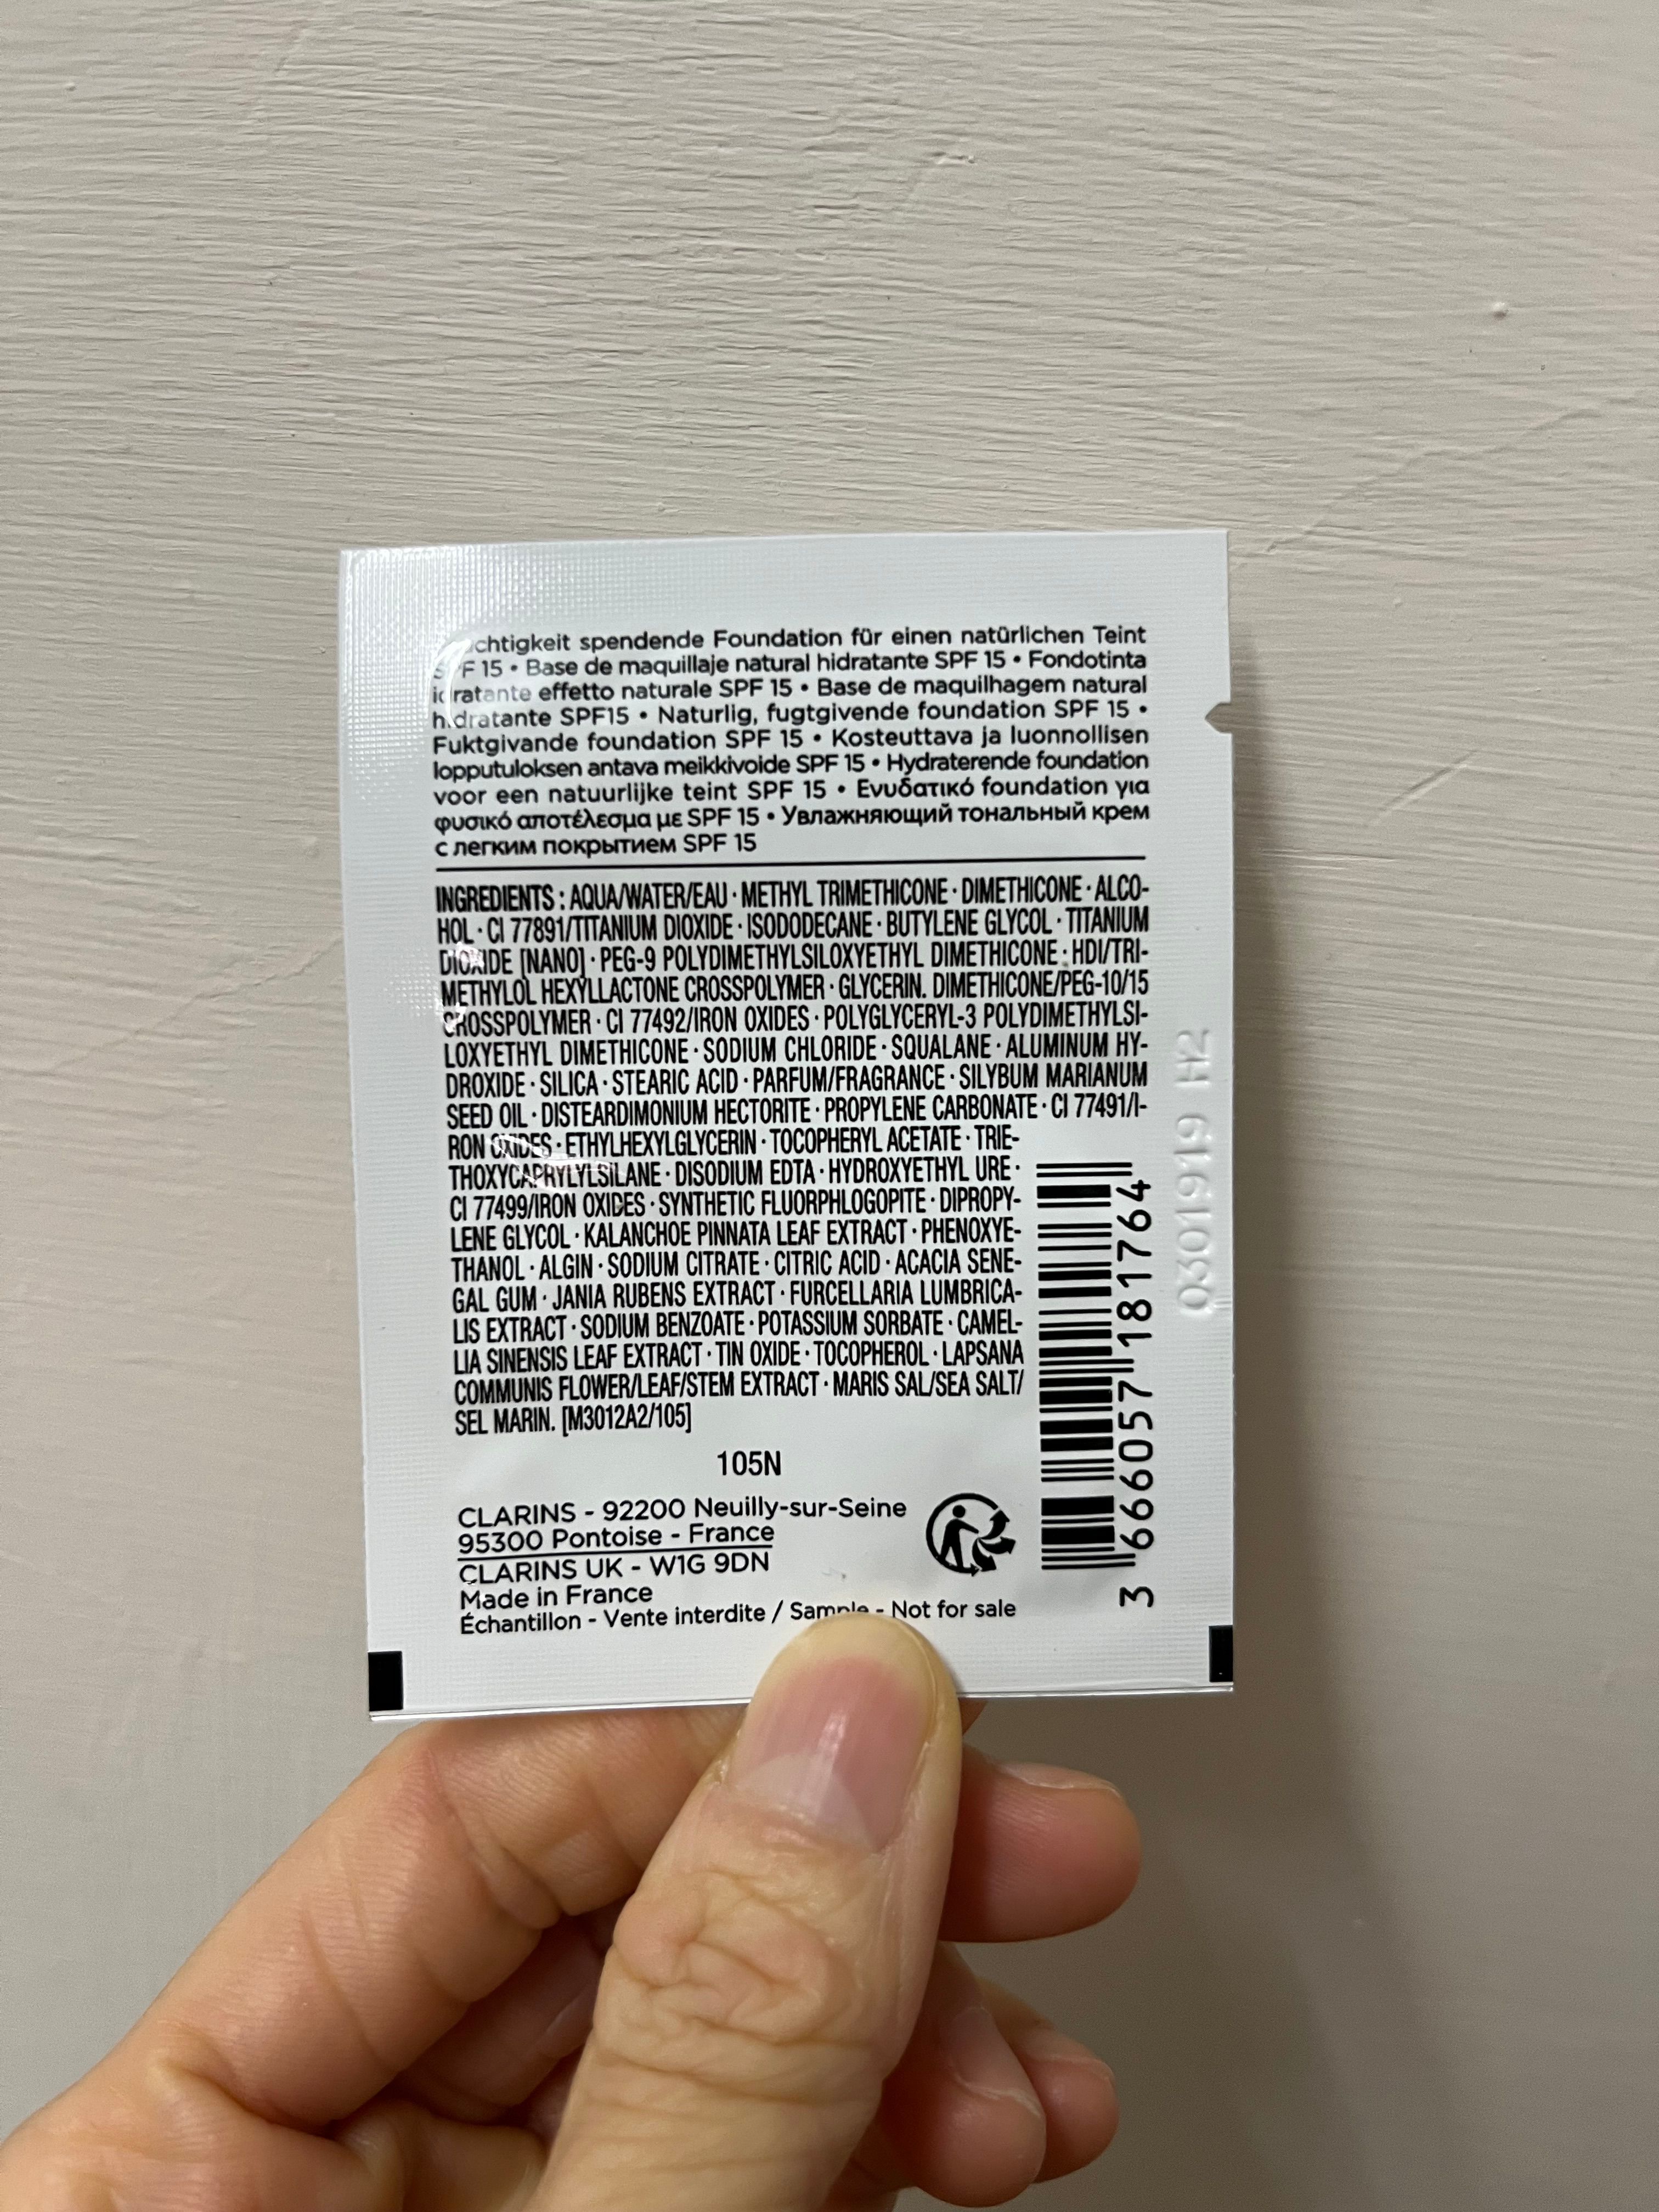 chtigkeit spendende Foundation für einen natürlichen Teint
SPF 15 • Base de maquillaje natural hidratante SPF 15 • Fondotinta
idratante effetto naturale SPF 15 • Base de maquilhagem natural
hidratante SPF15 • Naturlig, fugtgivende foundation SPF 15 •
Fuktgivande foundation SPF 15 • Kosteuttava ja luonnollisen
lopputuloksen antava meikkivoide SPF 15 • Hydraterende foundation
voor een natuurlijke teint SPF 15 • Ενυδατικό foundation για
φυσικό αποτέλεσμα με SPF 15 • Увлажняющий тональный крем
с легким покрытием SPF 15
INGREDIENTS : AQUA/WATER/EAU · METHYL TRIMETHICONE · DIMETHICONE · ALCO-
HOL · CI 77891/TITANIUM DIOXIDE · ISODODECANE · BUTYLENE GLYCOL · TITANIUM
DIOXIDE [NANO] · PEG-9 POLYDIMETHYLSILOXYETHYL DIMETHICONE : HDI/TRI-
METHYLOL HEXYLLACTONE CROSSPOLYMER · GLYCERIN. DIMETHICONE/PEG-10/15
CROSSPOLYMER · CI 77492/IRON OXIDES · POLYGLYCERYL-3 POLYDIMETHYLSI-
LOXYETHYL DIMETHICONE · SODIUM CHLORIDE · SQUALANE · ALUMINUM HY-
DROXIDE · SILICA · STEARIC ACID · PARFUM/FRAGRANCE · SILYBUM MARIANUM
SEED OIL · DISTEARDIMONIUM HECTORITE · PROPYLENE CARBONATE · CI 77491/I-
RON OXIDES · ETHYLHEXYLGLYCERIN · TOCOPHERYL ACETATE · TRIE-
THOXYCAPRYLYLSILANE · DISODIUM EDTA · HYDROXYETHYL URE ·
CI 77499/IRON OXIDES · SYNTHETIC FLUORPHLOGOPITE · DIPROPY-
LENE GLYCOL · KALANCHOE PINNATA LEAF EXTRACT · PHENOXYE-
THANOL · ALGIN · SODIUM CITRATE · CITRIC ACID · ACACIA SENE-
GAL GUM · JANIA RUBENS EXTRACT · FURCELLARIA LUMBRICA-
LIS EXTRACT · SODIUM BENZOATE · POTASSIUM SORBATE · CAMEL-
LIA SINENSIS LEAF EXTRACT · TIN OXIDE · TOCOPHEROL · LAPSANA
COMMUNIS FLOWER/LEAF/STEM EXTRACT · MARIS SAL/SEA SALT/
SEL MARIN. [M3012A2/105]
105N
CLARINS - 92200 Neuilly-sur-Seine
95300 Pontoise - France
CLARINS UK - W1G 9DN
Made in France
Échantillon - Vente interdite / Sample - Not for sale
3 666057 181764
0301919 H2